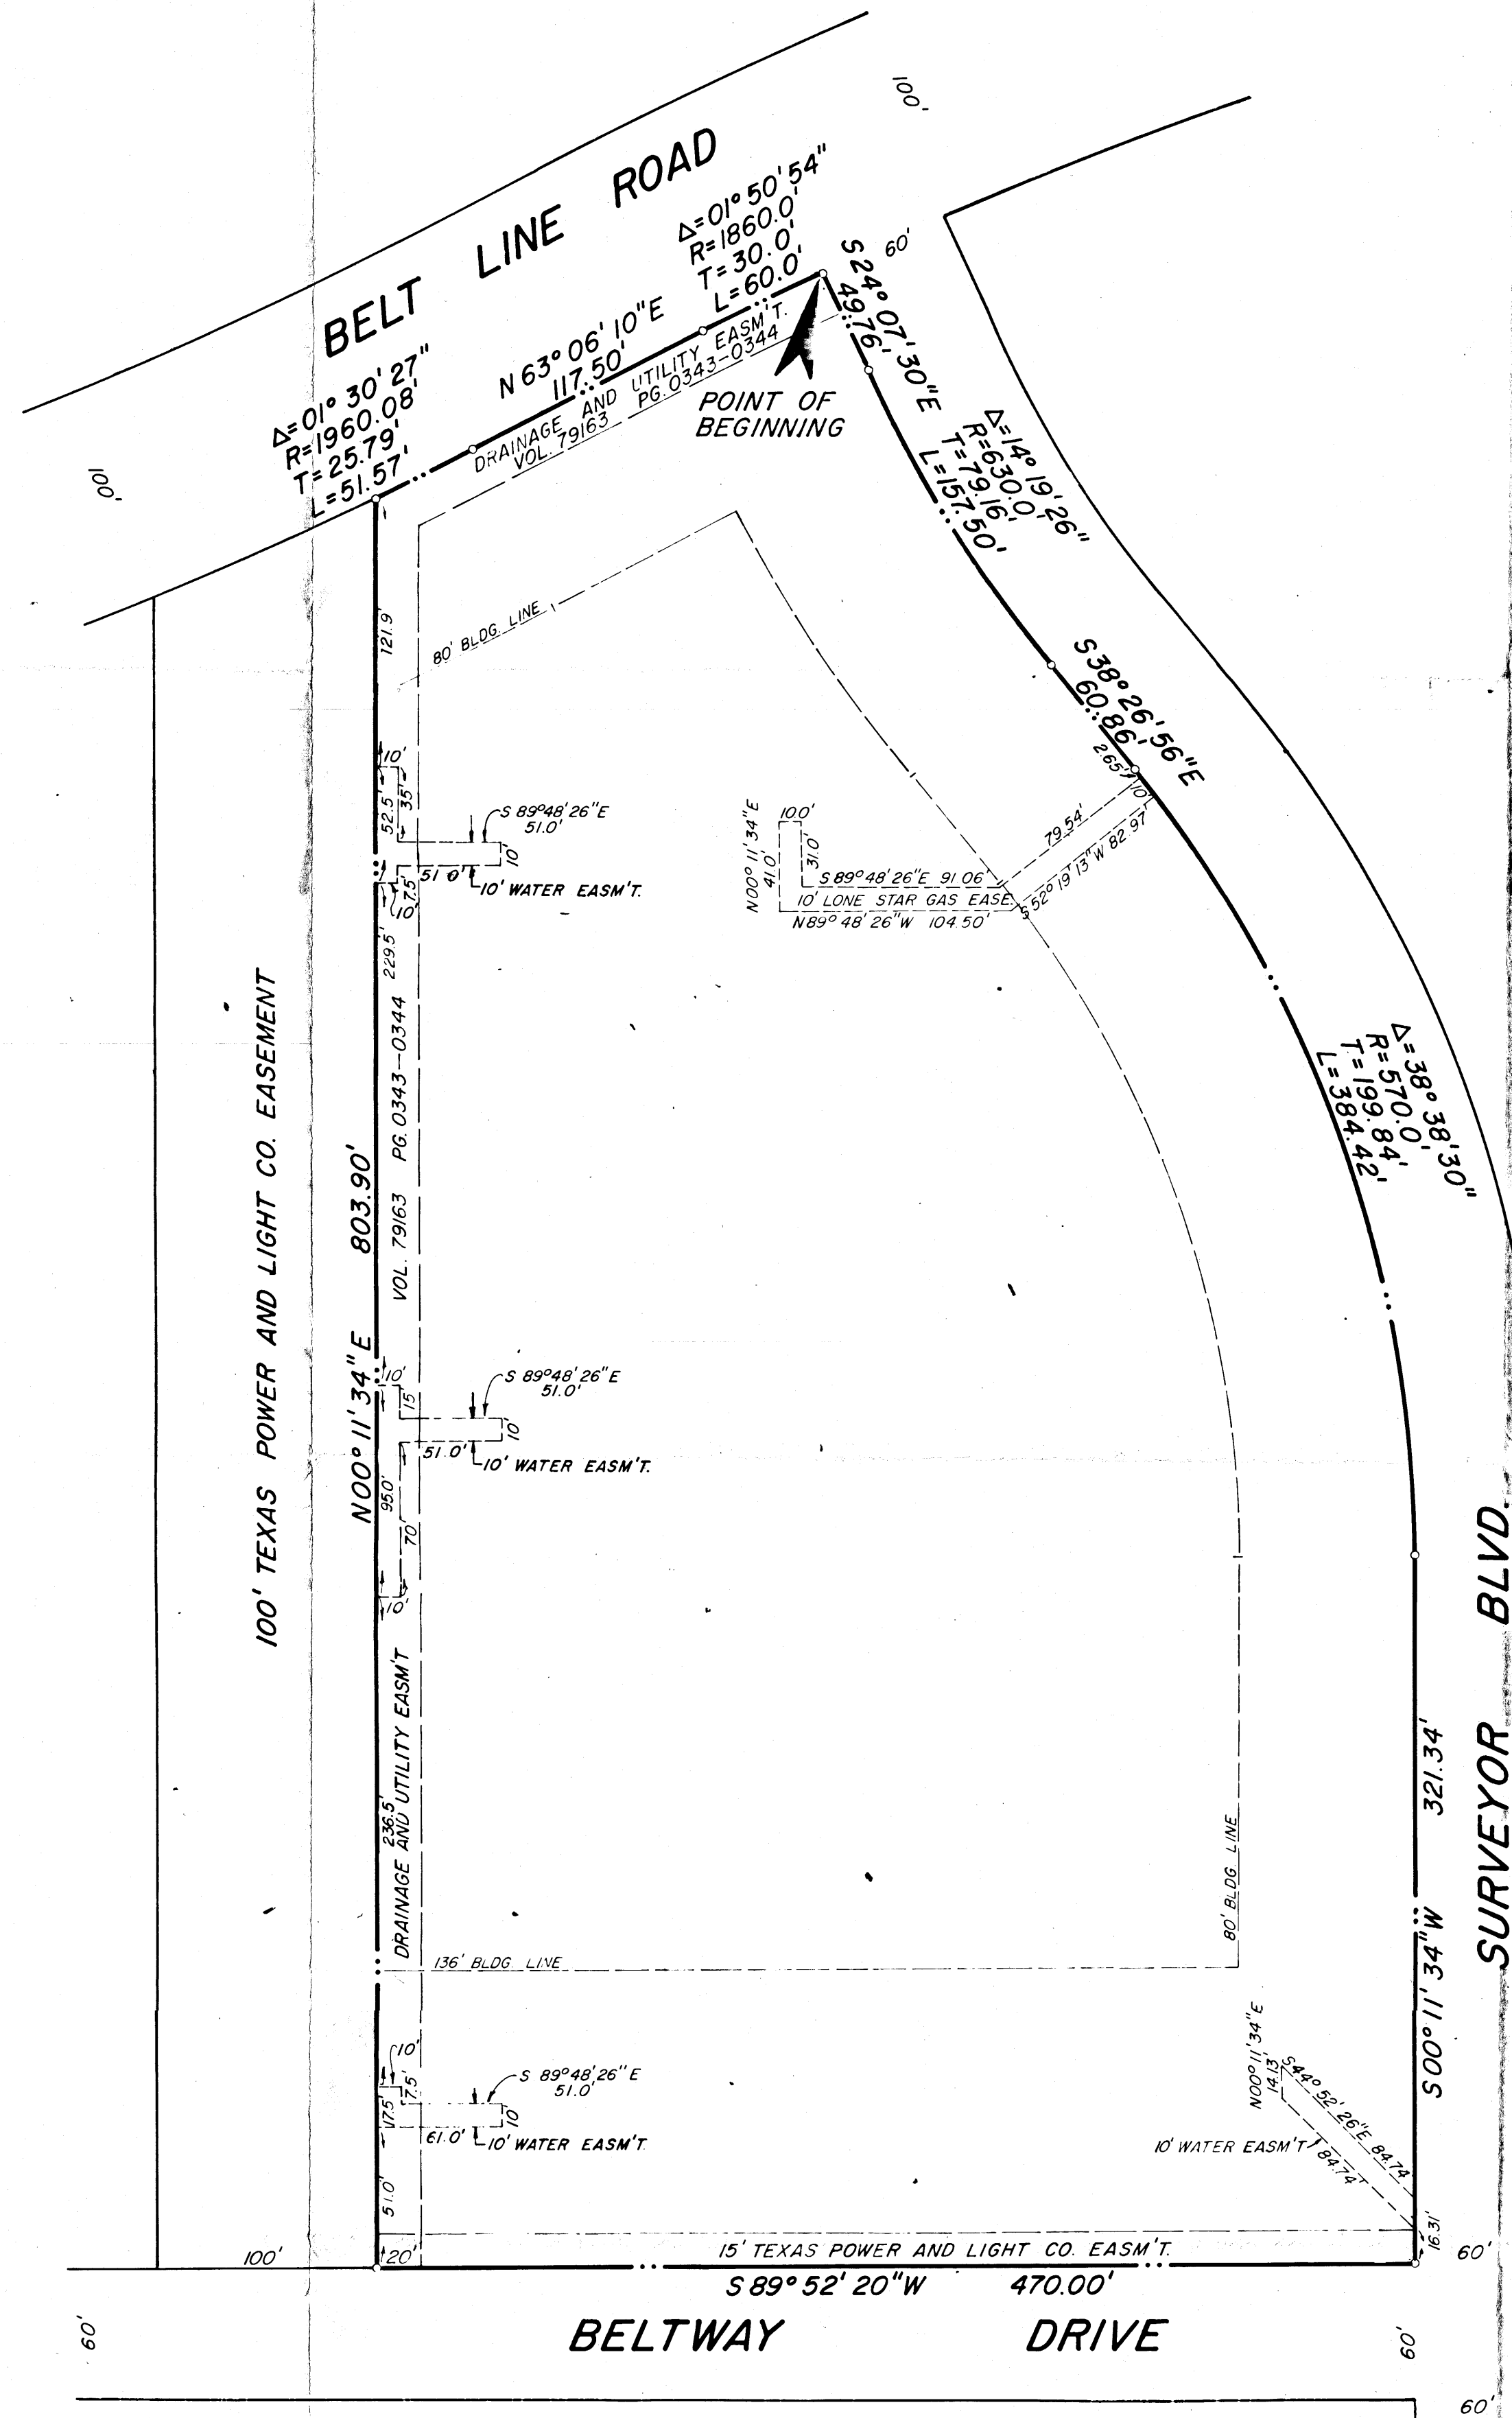 100'
BELT LINE ROAD
100'
Δ=01° 50' 54"
R=1860.0'
T=30.0'
L=60.0'
60'
N 63° 06' 10"E
117.50'
Δ=01° 30' 27"
R=1960.08'
T=25.79'
L=51.57'
DRAINAGE AND UTILITY EASM'T.
VOL. 79163 PG. 0343-0344
POINT OF
BEGINNING
S 24° 07' 30"E
49.76'
Δ=14° 19' 26"
R=630.0'
T=79.16'
L=157.50'
80' BLDG. LINE
121.9'
S 38° 26' 56"E
60.86'
2.65'
10'
79.54'
S 52° 19' 13"W 82.97'
10'
52.5'
35'
S 89°48'26"E
51.0'
10'
51.0'
10' WATER EASM'T.
7.5'
10'
N00° 11' 34"E
41.0'
10.0'
31.0'
S 89°48'26"E 91.06'
10' LONE STAR GAS EASE.
N89° 48' 26"W 104.50'
229.5'
VOL. 79163 PG. 0343-0344
100' TEXAS POWER AND LIGHT CO. EASEMENT
N00° 11' 34"E 803.90'
Δ=38° 38' 30"
R=570.0'
T=199.84'
L=384.42'
10'
15'
S 89°48'26"E
51.0'
10'
51.0'
10' WATER EASM'T.
95.0'
70'
10'
DRAINAGE AND UTILITY EASM'T
236.5'
SURVEYOR BLVD.
321.34'
S 00° 11' 34"W
80' BLDG. LINE
136' BLDG. LINE
10'
7.5'
17.5'
S 89°48'26"E
51.0'
10'
61.0'
10' WATER EASM'T.
51.0'
N00° 11'34"E
14.13'
S 44° 52' 26"E 84.74
10' WATER EASM'T
84.74
16.31'
100'
20'
15' TEXAS POWER AND LIGHT CO. EASM'T.
60'
S 89° 52' 20"W 470.00'
60'
BELTWAY DRIVE
60'
60'